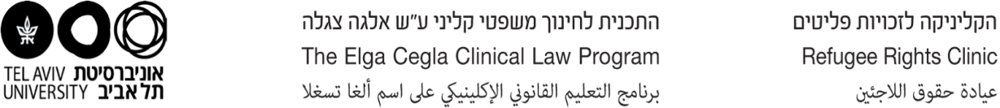 הקליניקה לזכויות פליטים
Refugee Rights Clinic
عيادة حقوق اللاجئين
התכנית לחינוך משפטי קליני ע"ש אלגה צגלה
The Elga Cegla Clinical Law Program
برنامج التعليم القانوني الإكلينيكي على اسم ألغا تسغلا
TEL AVIV אוניברסיטת
UNIVERSITY תל אביב